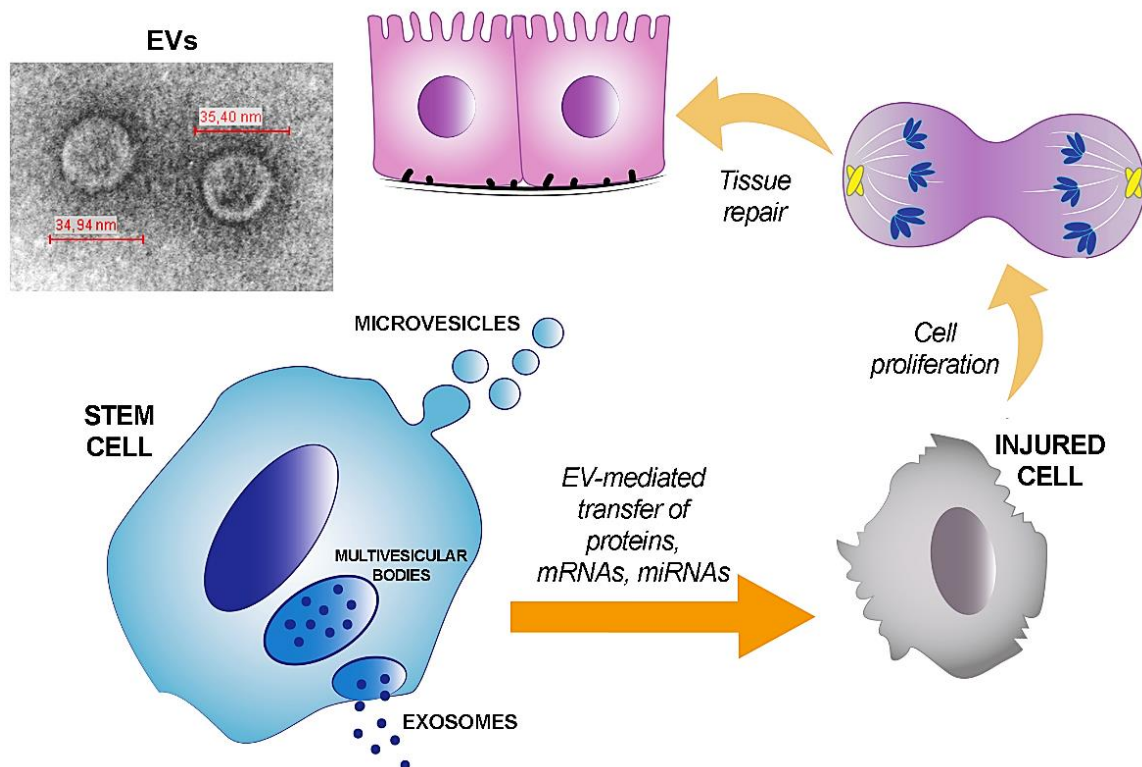 EVs
35,40 nm
34,94 nm
Tissue
repair
MICROVESICLES
Cell
proliferation
STEM
CELL
INJURED
CELL
EV-mediated
transfer of
proteins,
mRNAs, miRNAs
MULTIVESICULAR
BODIES
EXOSOMES